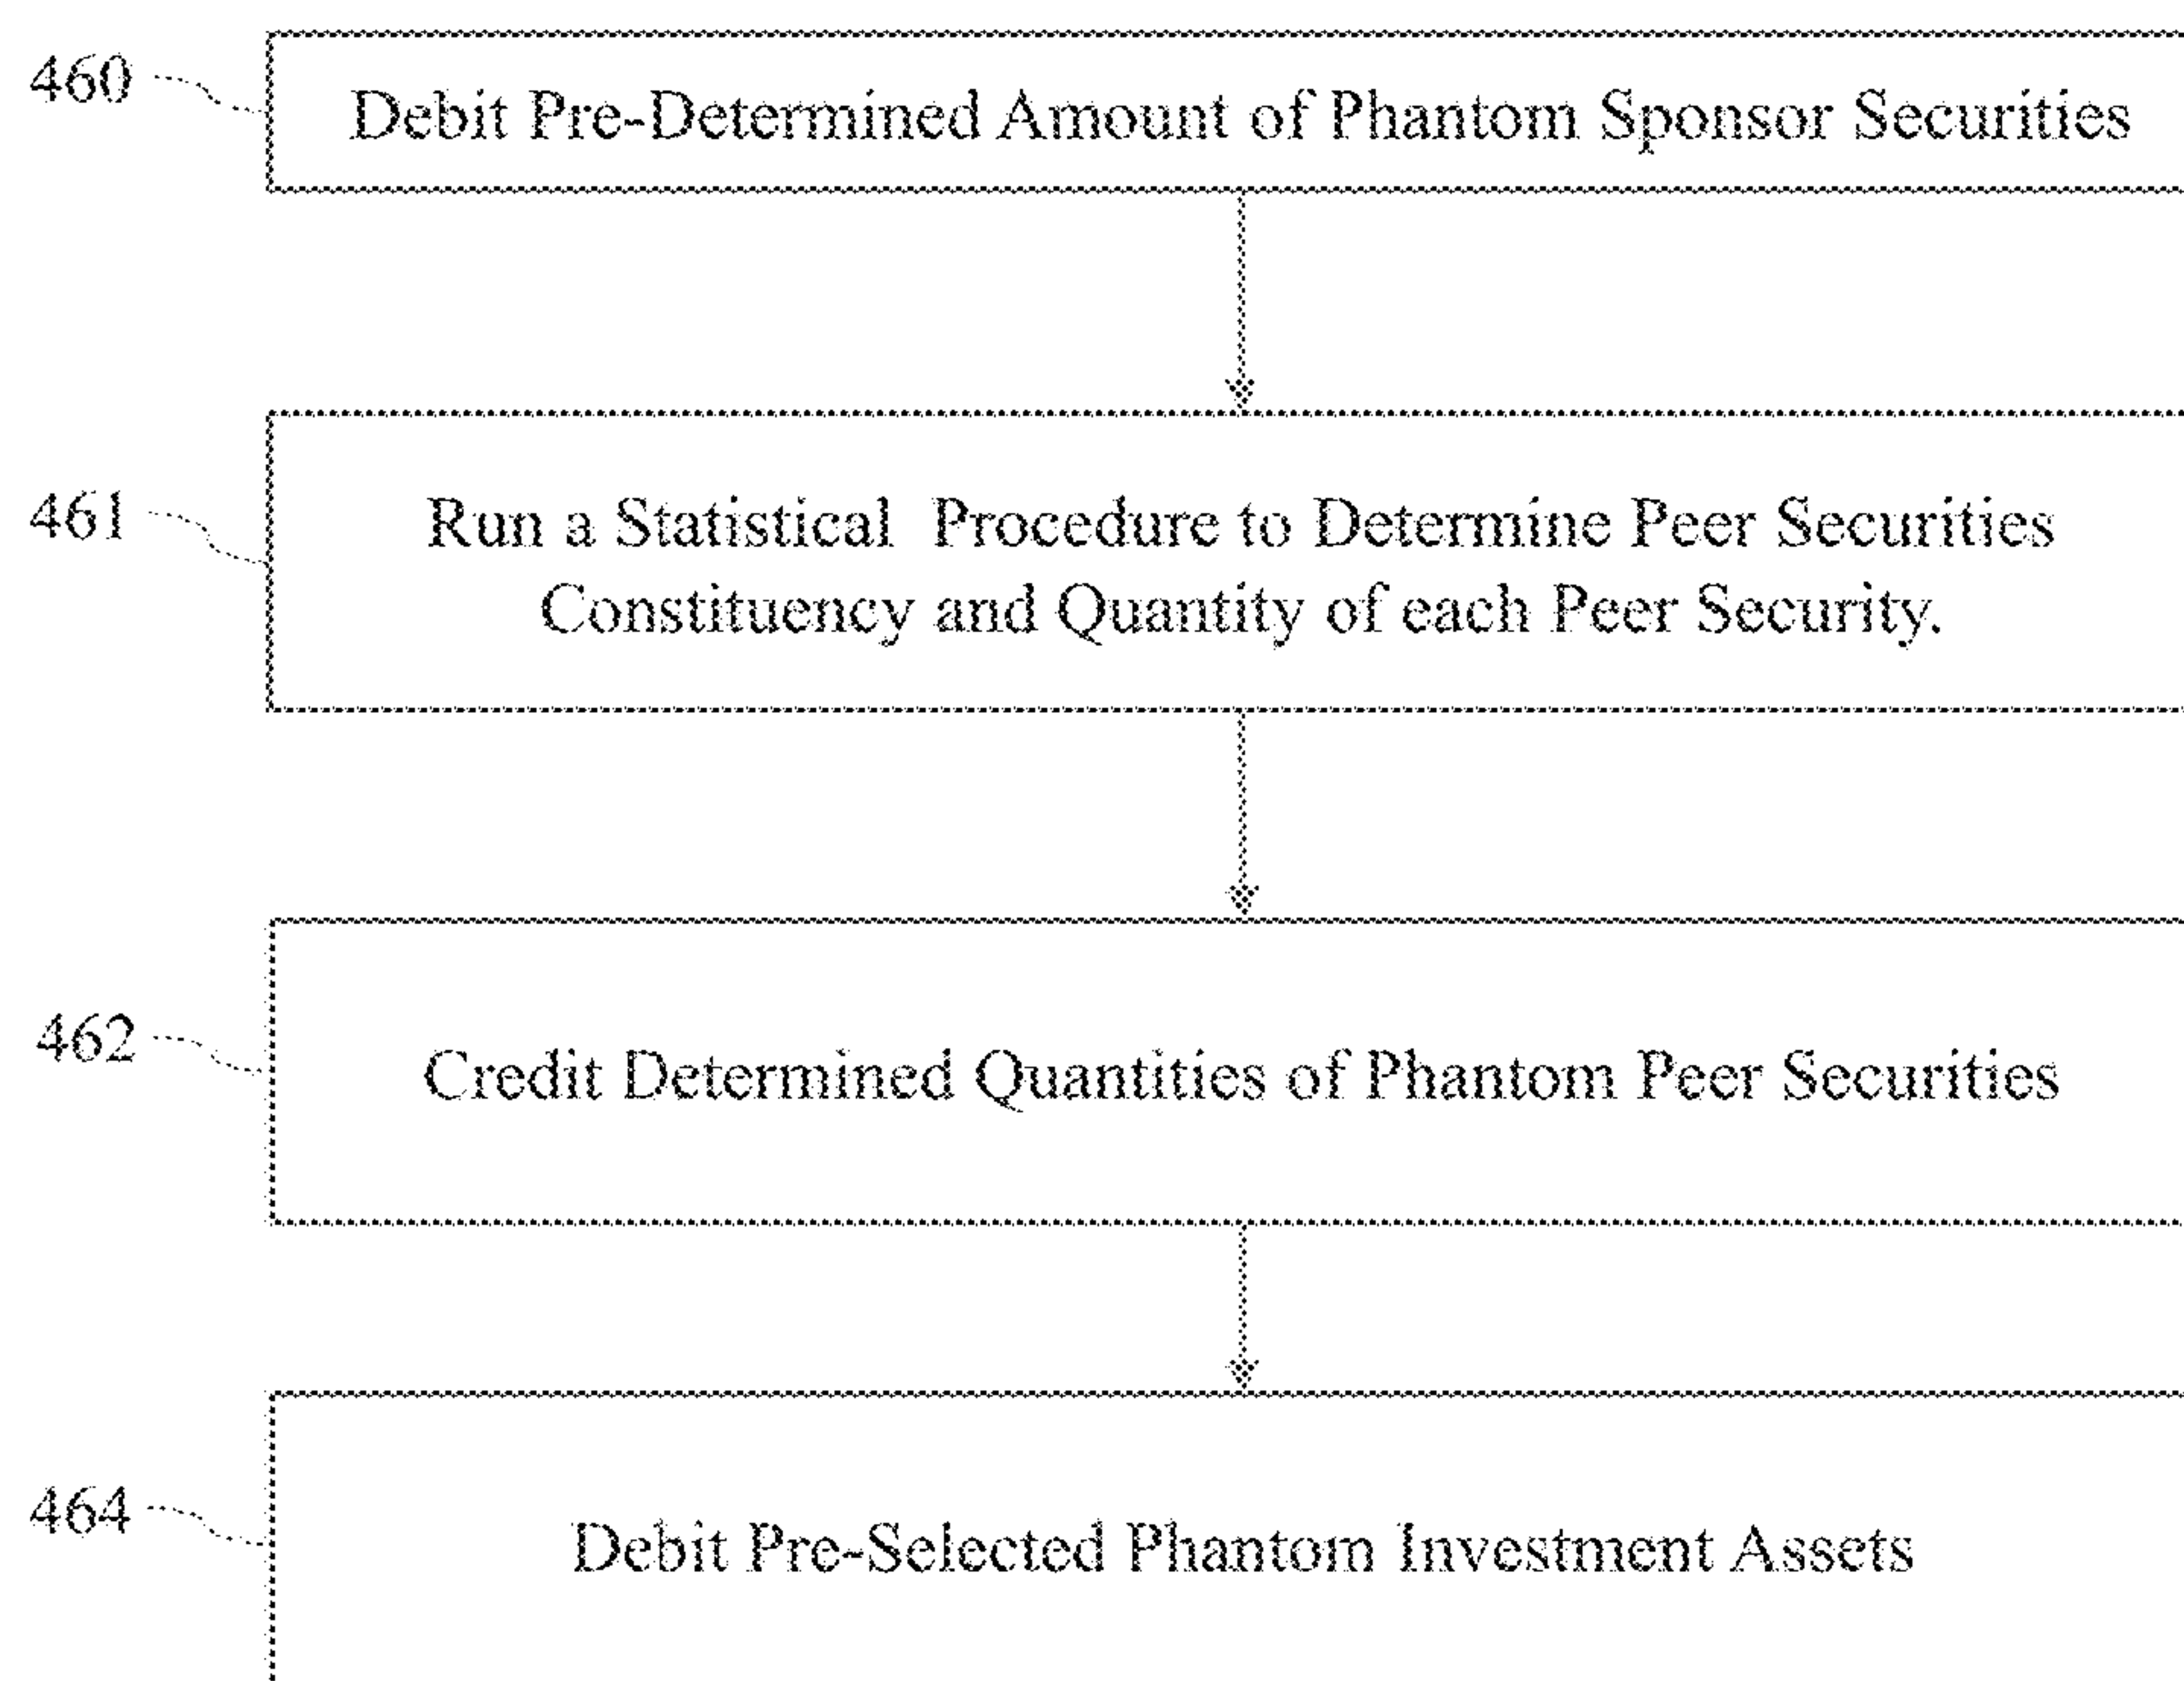 460
Debit Pre-Determined Amount of Phantom Sponsor Securities
461
Run a Statistical Procedure to Determine Peer Securities
Constituency and Quantity of each Peer Security.
462
Credit Determined Quantities of Phantom Peer Securities
464
Debit Pre-Selected Phantom Investment Assets